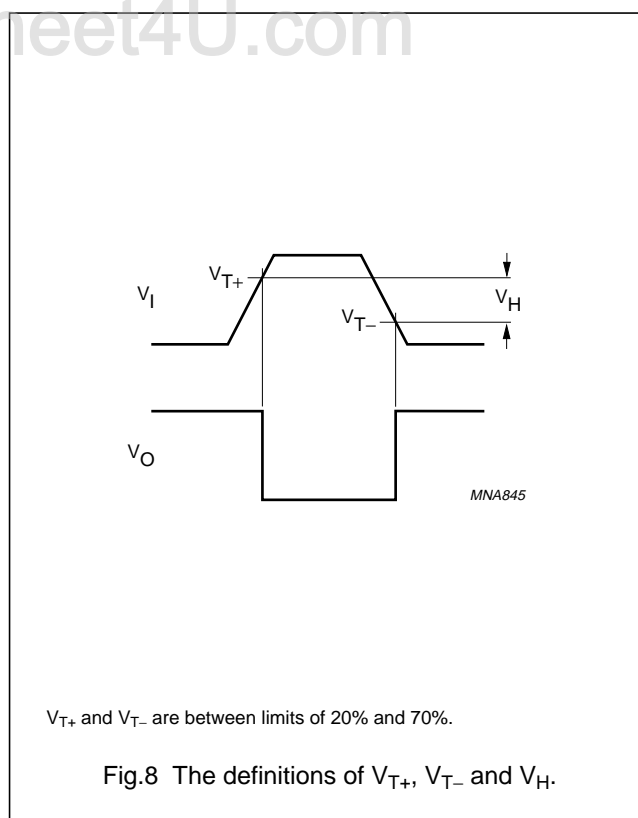 neet4U.com
V_T+
V_I
V_H
V_T−
V_O
MNA845
V_T+ and V_T− are between limits of 20% and 70%.
Fig.8 The definitions of V_T+, V_T− and V_H.